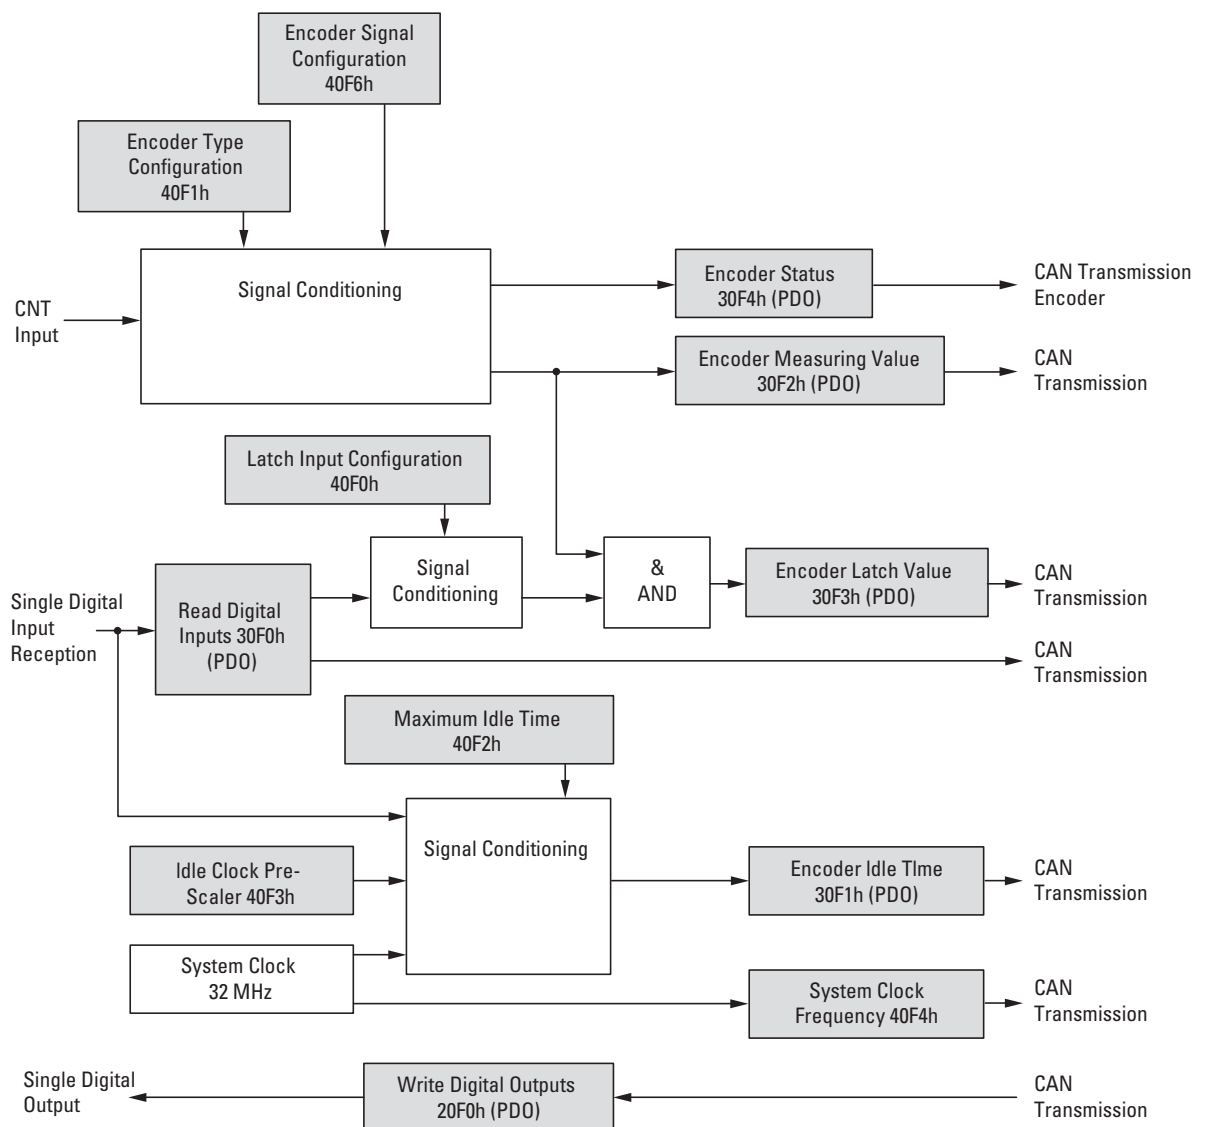 Encoder Signal
Configuration
40F6h
Encoder Type
Configuration
40F1h
Signal Conditioning
CNT
Input
Encoder Status
30F4h (PDO)
CAN Transmission
Encoder
Encoder Measuring Value
30F2h (PDO)
CAN
Transmission
Latch Input Configuration
40F0h
Signal
Conditioning
&
AND
Encoder Latch Value
30F3h (PDO)
CAN
Transmission
Single Digital
Input
Reception
Read Digital
Inputs 30F0h
(PDO)
CAN
Transmission
Maximum Idle Time
40F2h
Signal Conditioning
Idle Clock Pre-
Scaler 40F3h
Encoder Idle TIme
30F1h (PDO)
CAN
Transmission
System Clock
32 MHz
System Clock
Frequency 40F4h
CAN
Transmission
Single Digital
Output
Write Digital Outputs
20F0h (PDO)
CAN
Transmission